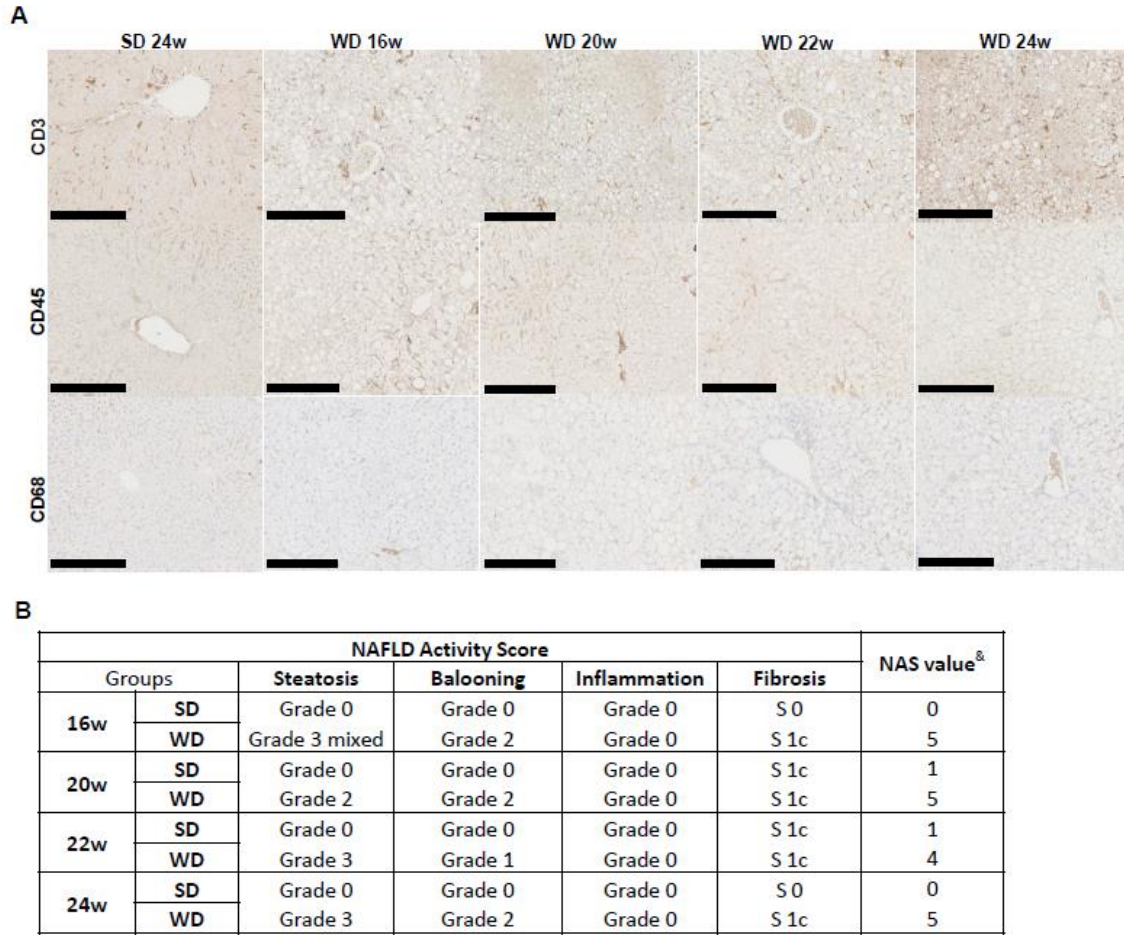 A
SD 24w WD 16w WD 20w WD 22w WD 24w
CD3
CD45
CD68
B
NAFLD Activity Score NAS value&
Groups Steatosis Balooning Inflammation Fibrosis
16w SD Grade 0 Grade 0 Grade 0 S 0 0
WD Grade 3 mixed Grade 2 Grade 0 S 1c 5
20w SD Grade 0 Grade 0 Grade 0 S 1c 1
WD Grade 2 Grade 2 Grade 0 S 1c 5
22w SD Grade 0 Grade 0 Grade 0 S 1c 1
WD Grade 3 Grade 1 Grade 0 S 1c 4
24w SD Grade 0 Grade 0 Grade 0 S 0 0
WD Grade 3 Grade 2 Grade 0 S 1c 5